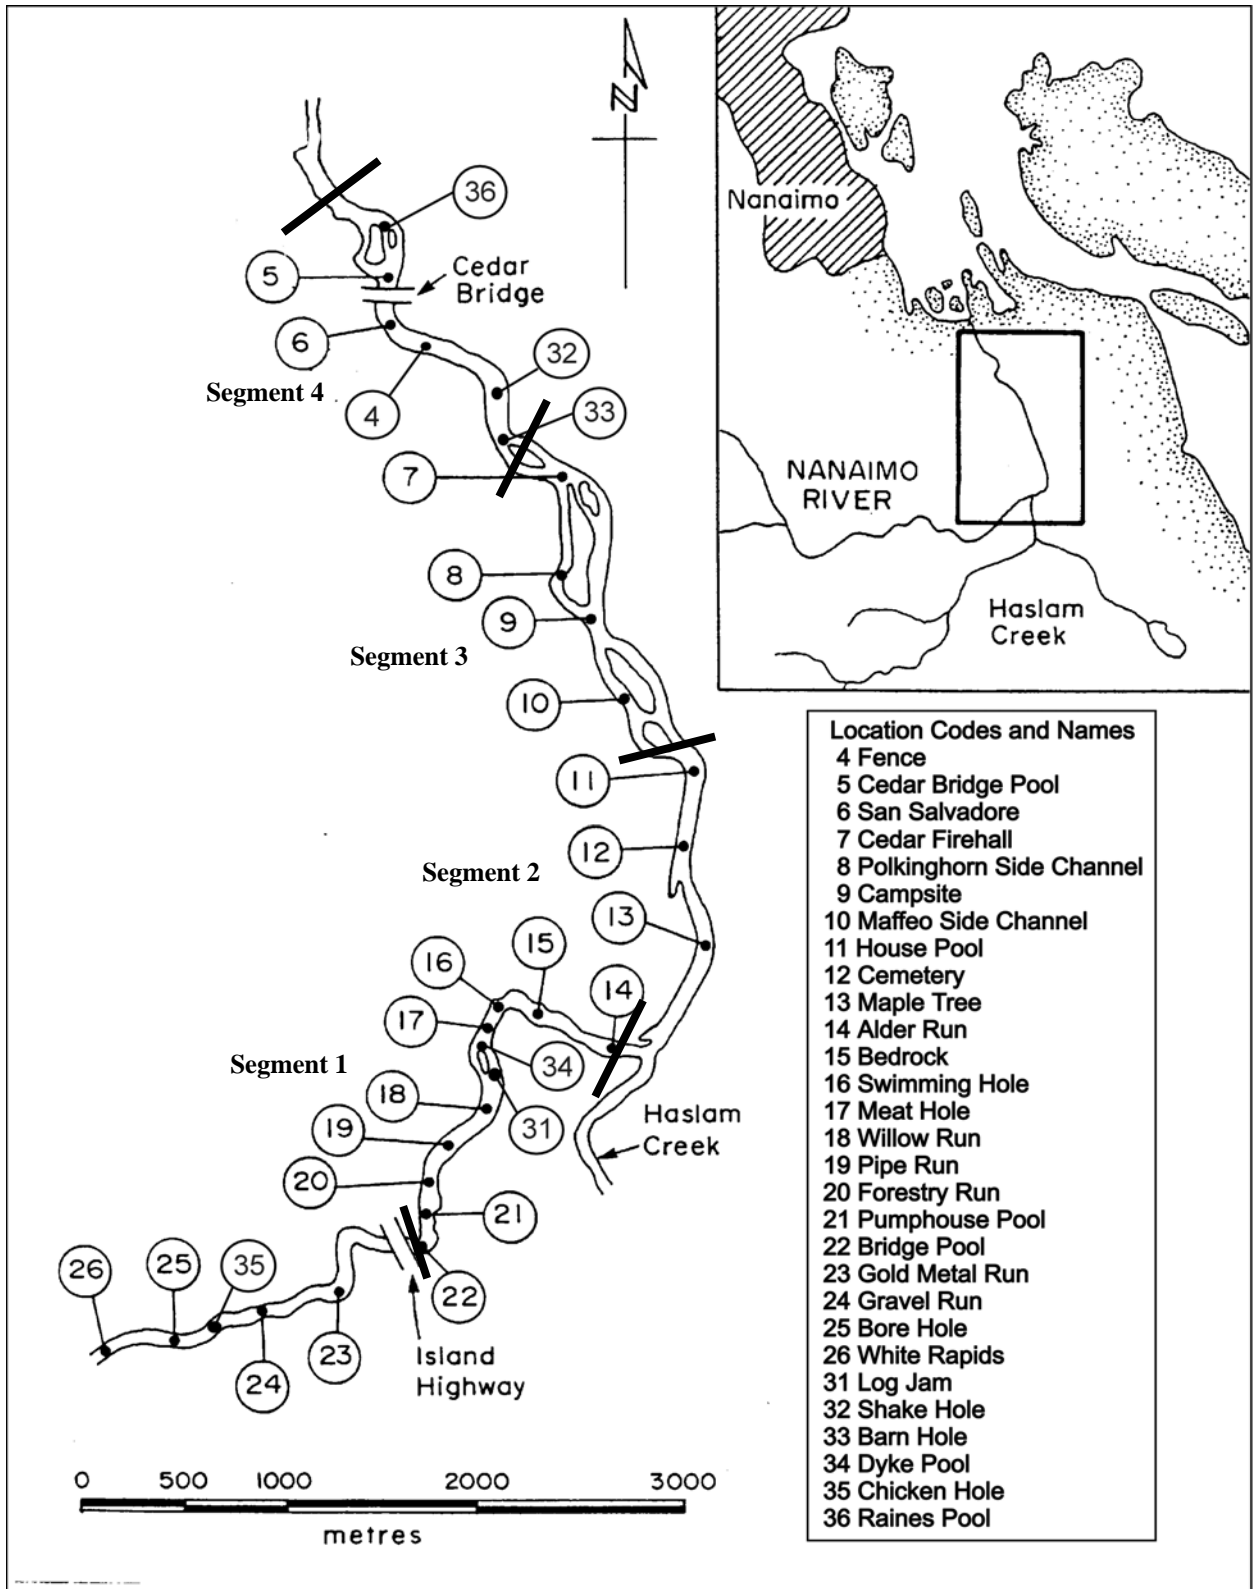 N
36
5
Cedar
Bridge
6
32
Segment 4
4
33
7
8
9
Segment 3
10
11
12
Segment 2
13
15
16
14
17
Segment 1
34
18
31
Haslam
Creek
19
20
21
25
35
26
22
23
24
Island
Highway
0 500 1000 2000 3000
metres
Nanaimo
NANAIMO
RIVER
Haslam
Creek
Location Codes and Names
4 Fence
5 Cedar Bridge Pool
6 San Salvadore
7 Cedar Firehall
8 Polkinghorn Side Channel
9 Campsite
10 Maffeo Side Channel
11 House Pool
12 Cemetery
13 Maple Tree
14 Alder Run
15 Bedrock
16 Swimming Hole
17 Meat Hole
18 Willow Run
19 Pipe Run
20 Forestry Run
21 Pumphouse Pool
22 Bridge Pool
23 Gold Metal Run
24 Gravel Run
25 Bore Hole
26 White Rapids
31 Log Jam
32 Shake Hole
33 Barn Hole
34 Dyke Pool
35 Chicken Hole
36 Raines Pool